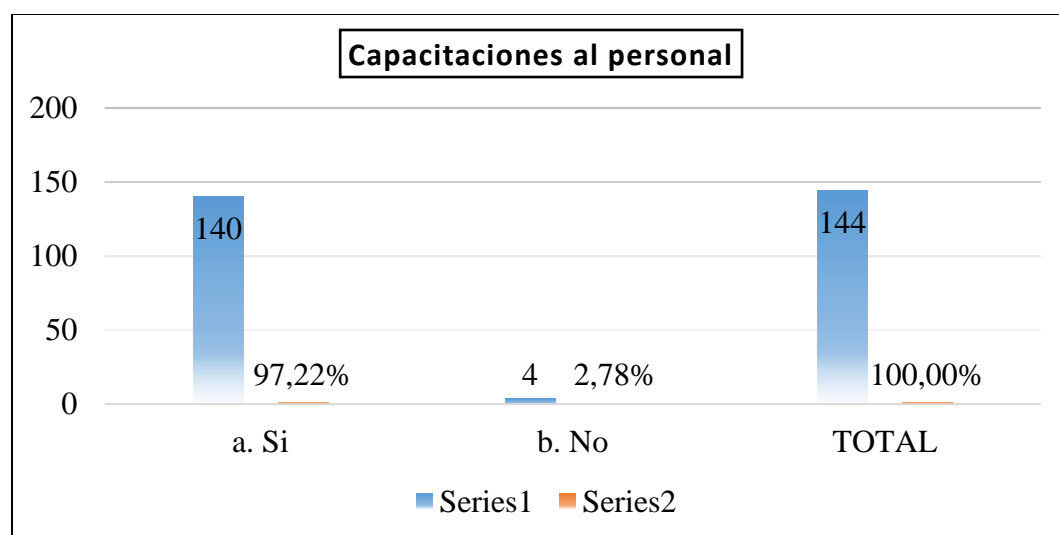 Capacitaciones al personal
200
150
100
50
0
140
97,22%
4
2,78%
144
100,00%
a. Si
b. No
TOTAL
Series1
Series2